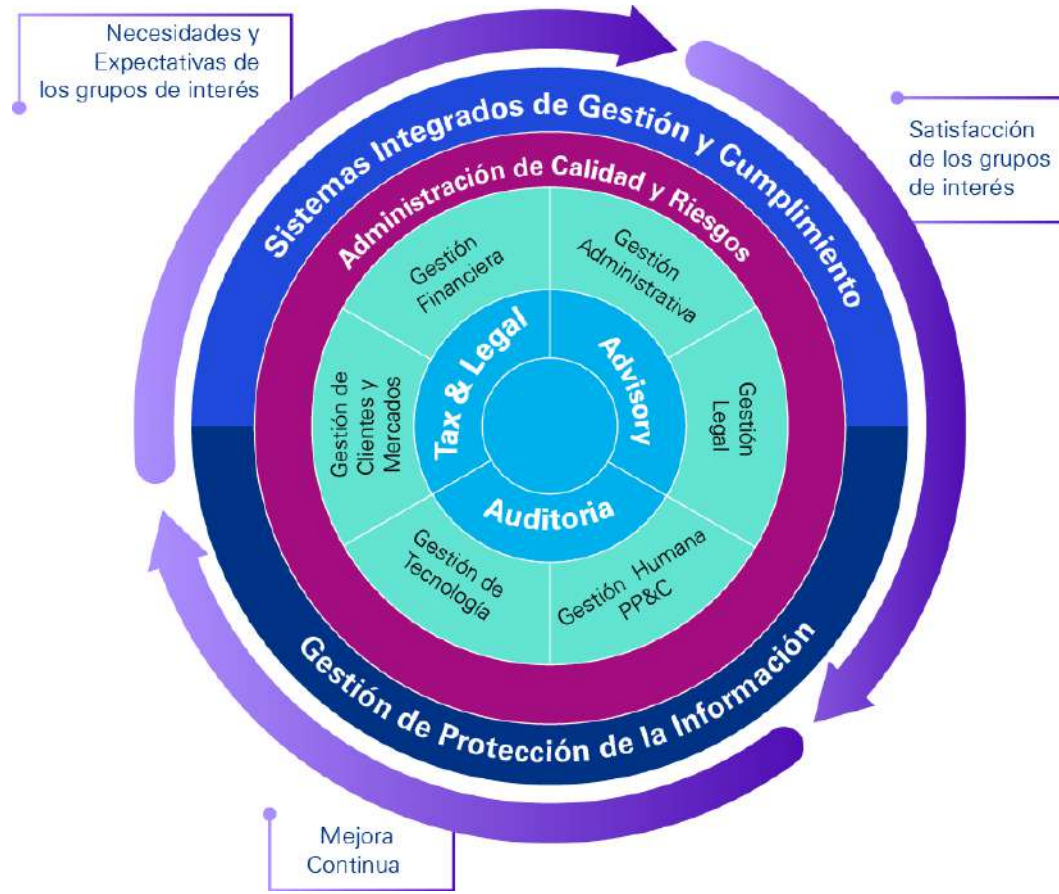 Necesidades y
Expectativas de
los grupos de interés
Satisfacción
de los grupos
de interés
Sistemas Integrados de Gestión y Cumplimiento
Administración de Calidad y Riesgos
Gestión
Financiera
Gestión
Administrativa
Gestión de
Clientes y
Mercados
Tax & Legal
Advisory
Gestión
Legal
Auditoria
Gestión de
Tecnología
Gestión Humana
PP&C
Gestión de Protección de la Información
Mejora
Continua